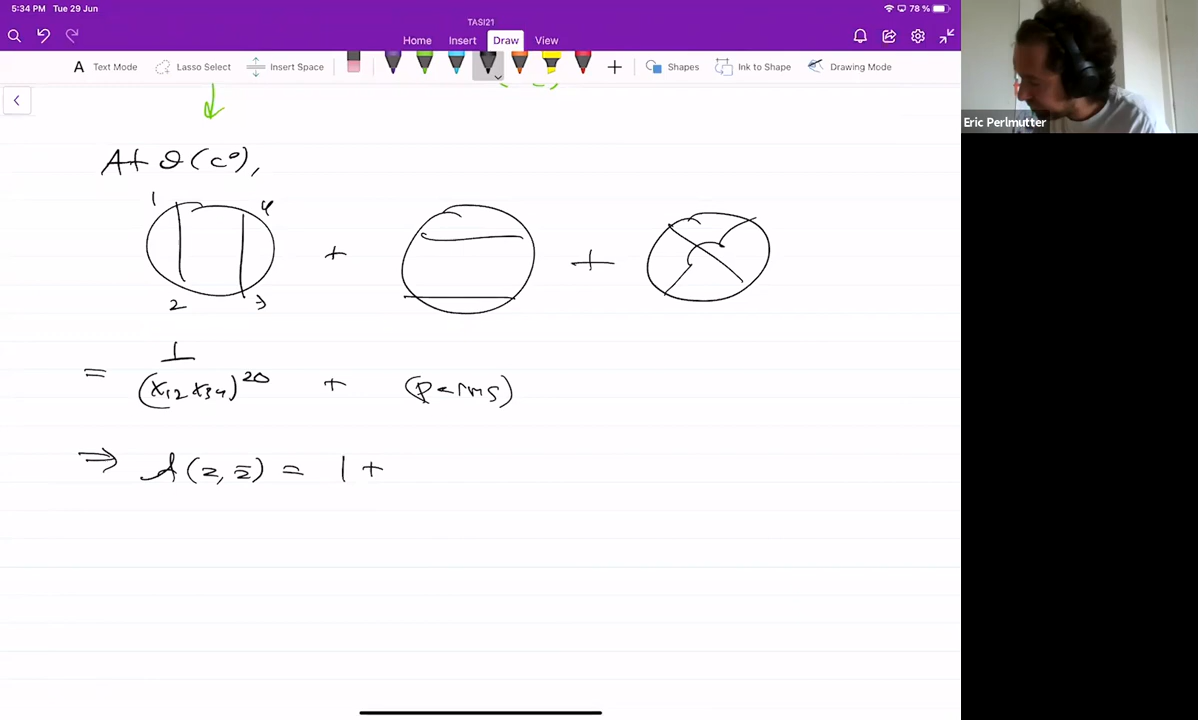 5:34 PM Tue 29 Jun
78 %
TASI21
Home Insert Draw View
Text Mode Lasso Select Insert Space Shapes Ink to Shape Drawing Mode
Eric Perlmutter
At O(c⁰),
1 4
2 3
+ +
= 1/(x₁₂x₃₄)^2Δ + (perms)
⇒ A(z, z̄) = 1 +